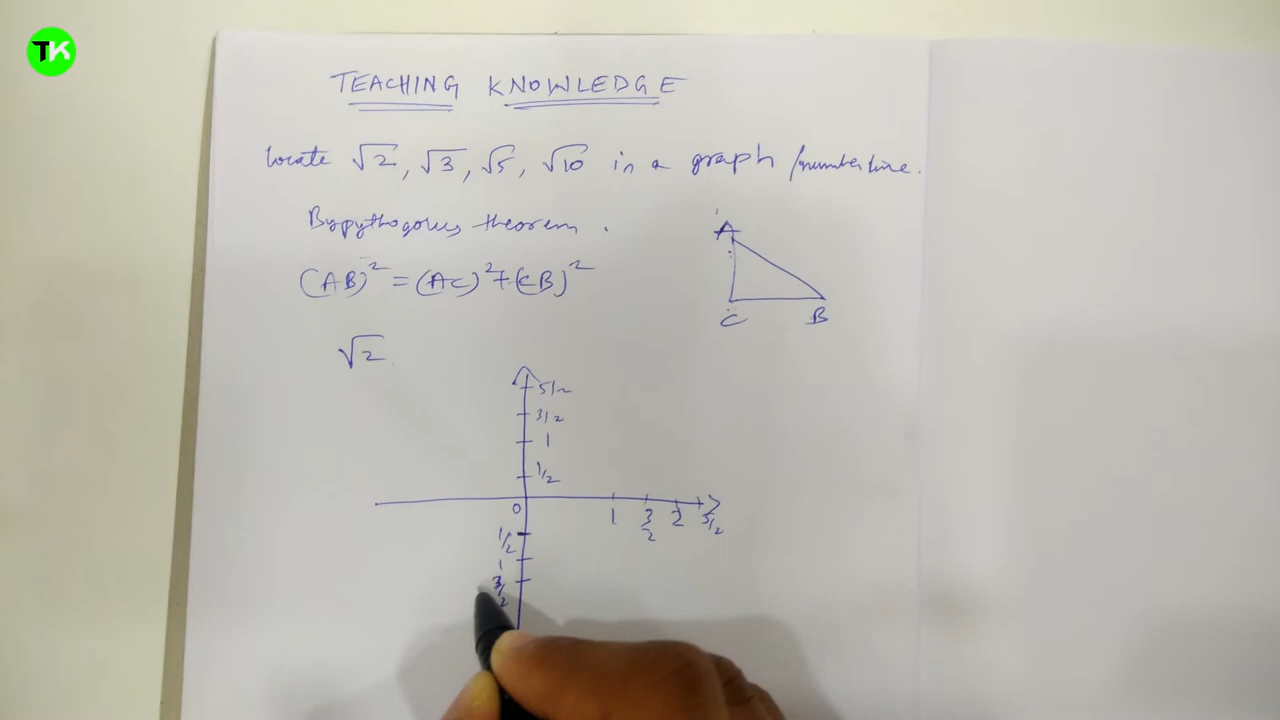 TK
TEACHING KNOWLEDGE
locate √2, √3, √5, √10 in a graph /numberline.
By pythogorus theorem.
(AB)² = (AC)² + (CB)²
A
C B
√2
5/2
3/2
1
1/2
0 1 3/2 2 5/2
1/2
1
3/2